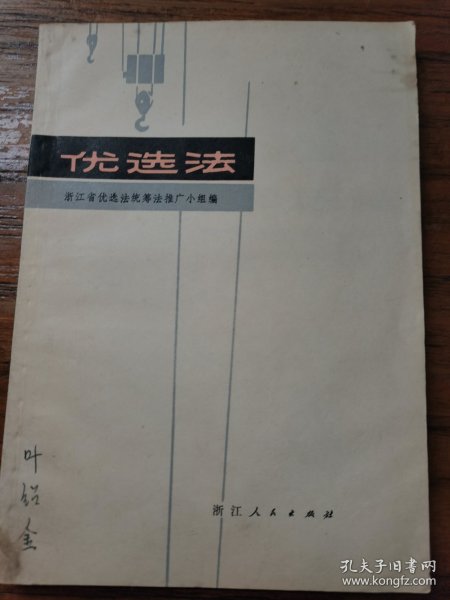 优选法
浙江省优选法统筹法推广小组编
叶
金
浙江人民出版社
孔夫子旧书网
www.kongfz.com